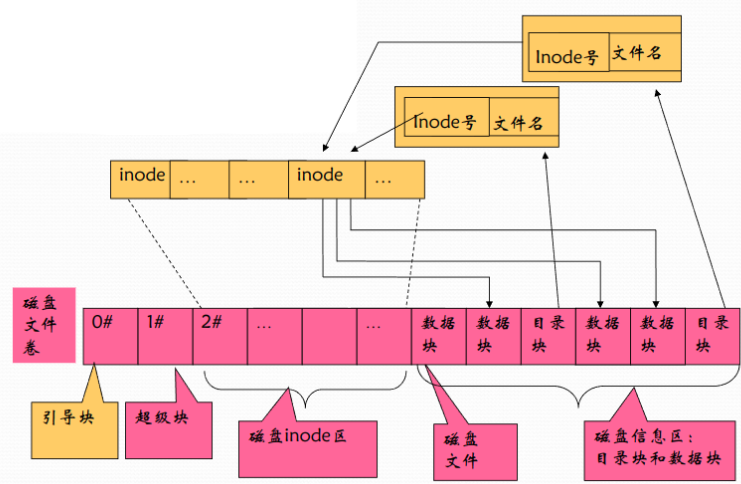 Inode号 文件名
Inode号 文件名
inode … … inode …
磁盘
文件
卷
0# 1# 2# … … 数据块 数据块 目录块 数据块 数据块 目录块
引导块
超级块
磁盘inode区
磁盘
文件
磁盘信息区：
目录块和数据块